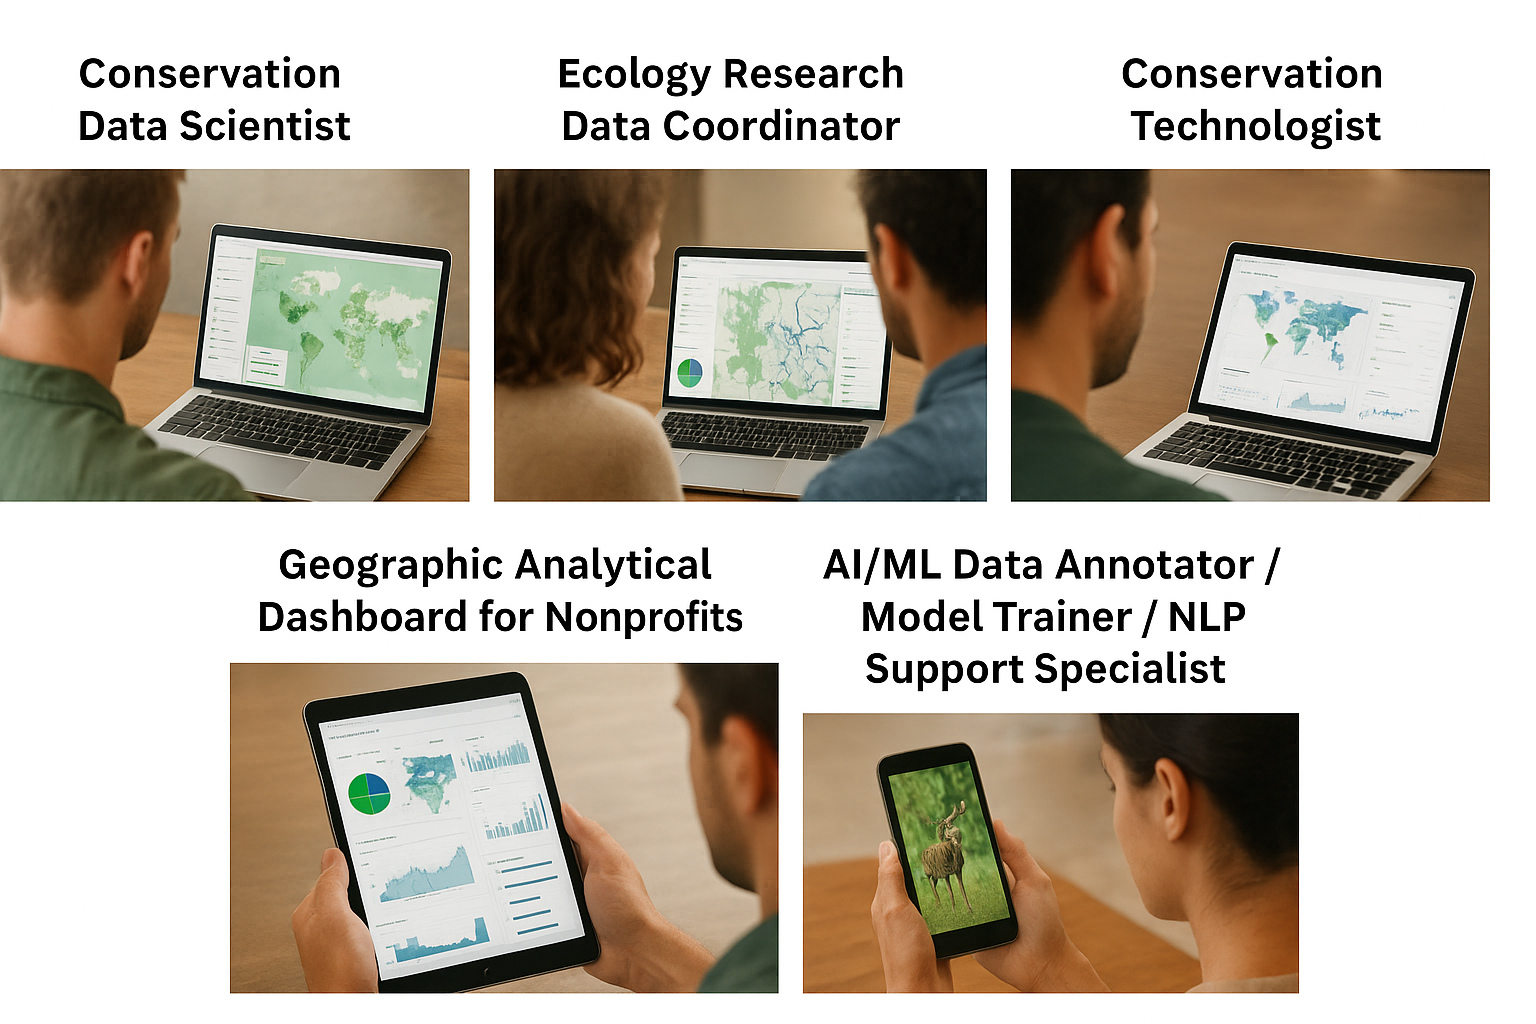 Conservation
Data Scientist
Ecology Research
Data Coordinator
Conservation
Technologist
Geographic Analytical
Dashboard for Nonprofits
AI/ML Data Annotator /
Model Trainer / NLP
Support Specialist